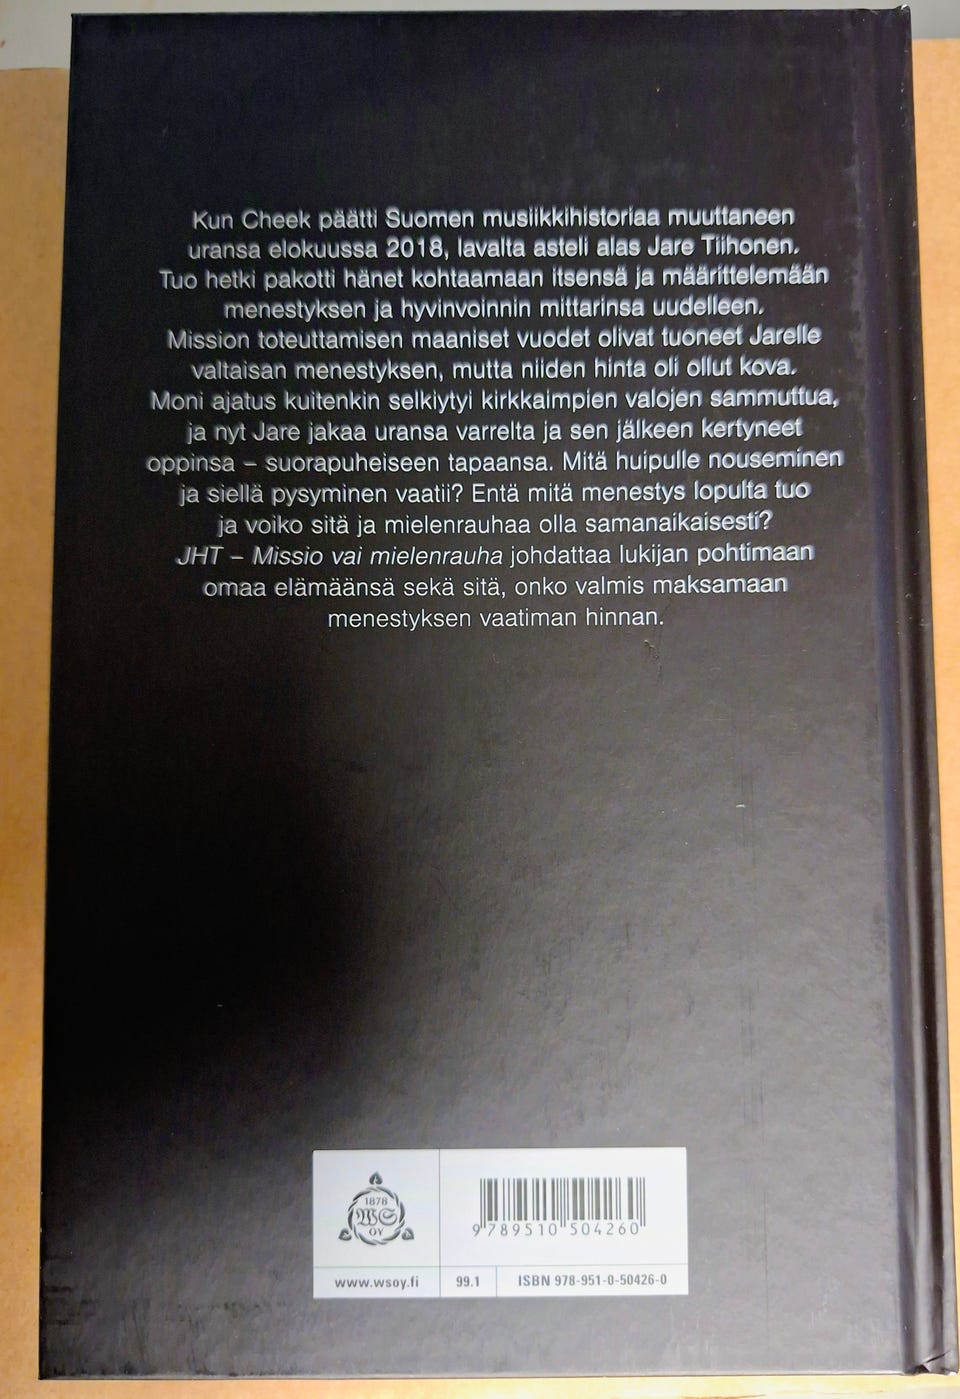 Kun Cheek päätti Suomen musiikkihistoriaa muuttaneen
uransa elokuussa 2018, lavalta asteli alas Jare Tiihonen.
Tuo hetki pakotti hänet kohtaamaan itsensä ja määrittelemään
menestyksen ja hyvinvoinnin mittarinsa uudelleen.
Mission toteuttamisen maaniset vuodet olivat tuoneet Jarelle
valtaisan menestyksen, mutta niiden hinta oli ollut kova.
Moni ajatus kuitenkin selkiytyi kirkkaimpien valojen sammuttua,
ja nyt Jare jakaa uransa varrelta ja sen jälkeen kertyneet
oppinsa – suorapuheiseen tapaansa. Mitä huipulle nouseminen
ja siellä pysyminen vaatii? Entä mitä menestys lopulta tuo
ja voiko sitä ja mielenrauhaa olla samanaikaisesti?
JHT – Missio vai mielenrauha johdattaa lukijan pohtimaan
omaa elämäänsä sekä sitä, onko valmis maksamaan
menestyksen vaatiman hinnan.
1878
WS
OY
9 789510 504260
www.wsoy.fi
99.1
ISBN 978-951-0-50426-0